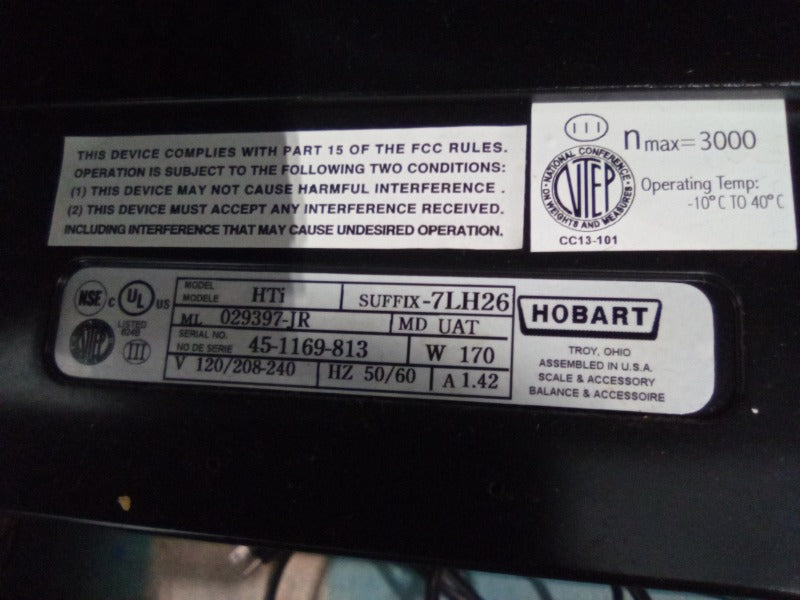 THIS DEVICE COMPLIES WITH PART 15 OF THE FCC RULES.
OPERATION IS SUBJECT TO THE FOLLOWING TWO CONDITIONS:
(1) THIS DEVICE MAY NOT CAUSE HARMFUL INTERFERENCE .
(2) THIS DEVICE MUST ACCEPT ANY INTERFERENCE RECEIVED.
INCLUDING INTERFERENCE THAT MAY CAUSE UNDESIRED OPERATION.
III
n max=3000
NATIONAL CONFERENCE
NTEP
ON WEIGHTS AND MEASURES
CC13-101
Operating Temp:
-10°C TO 40°C
NSF
C UL US
LISTED
NTEP
III
MODEL
MODELE HTi
SUFFIX-7LH26
ML 029397-JR
MD UAT
SERIAL NO.
NO DE SERIE 45-1169-813
W 170
V 120/208-240
HZ 50/60
A 1.42
HOBART
TROY, OHIO
ASSEMBLED IN U.S.A.
SCALE & ACCESSORY
BALANCE & ACCESSOIRE